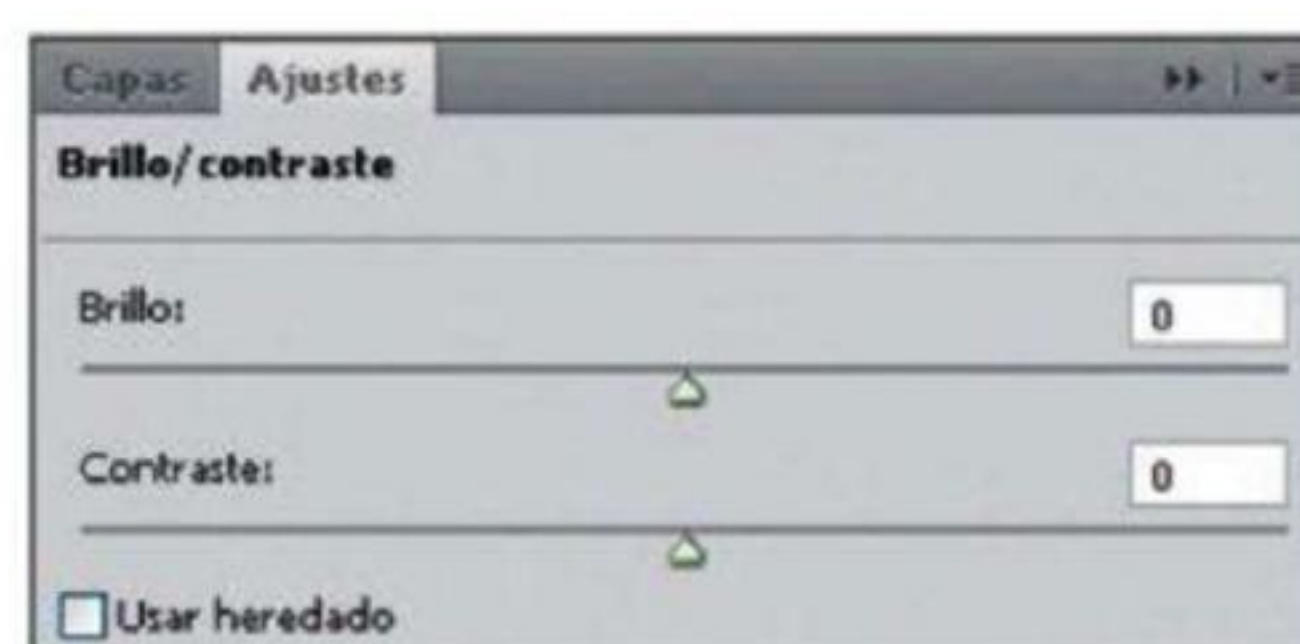 Capas Ajustes
Brillo/contraste
Brillo: 0
Contraste: 0
Usar heredado